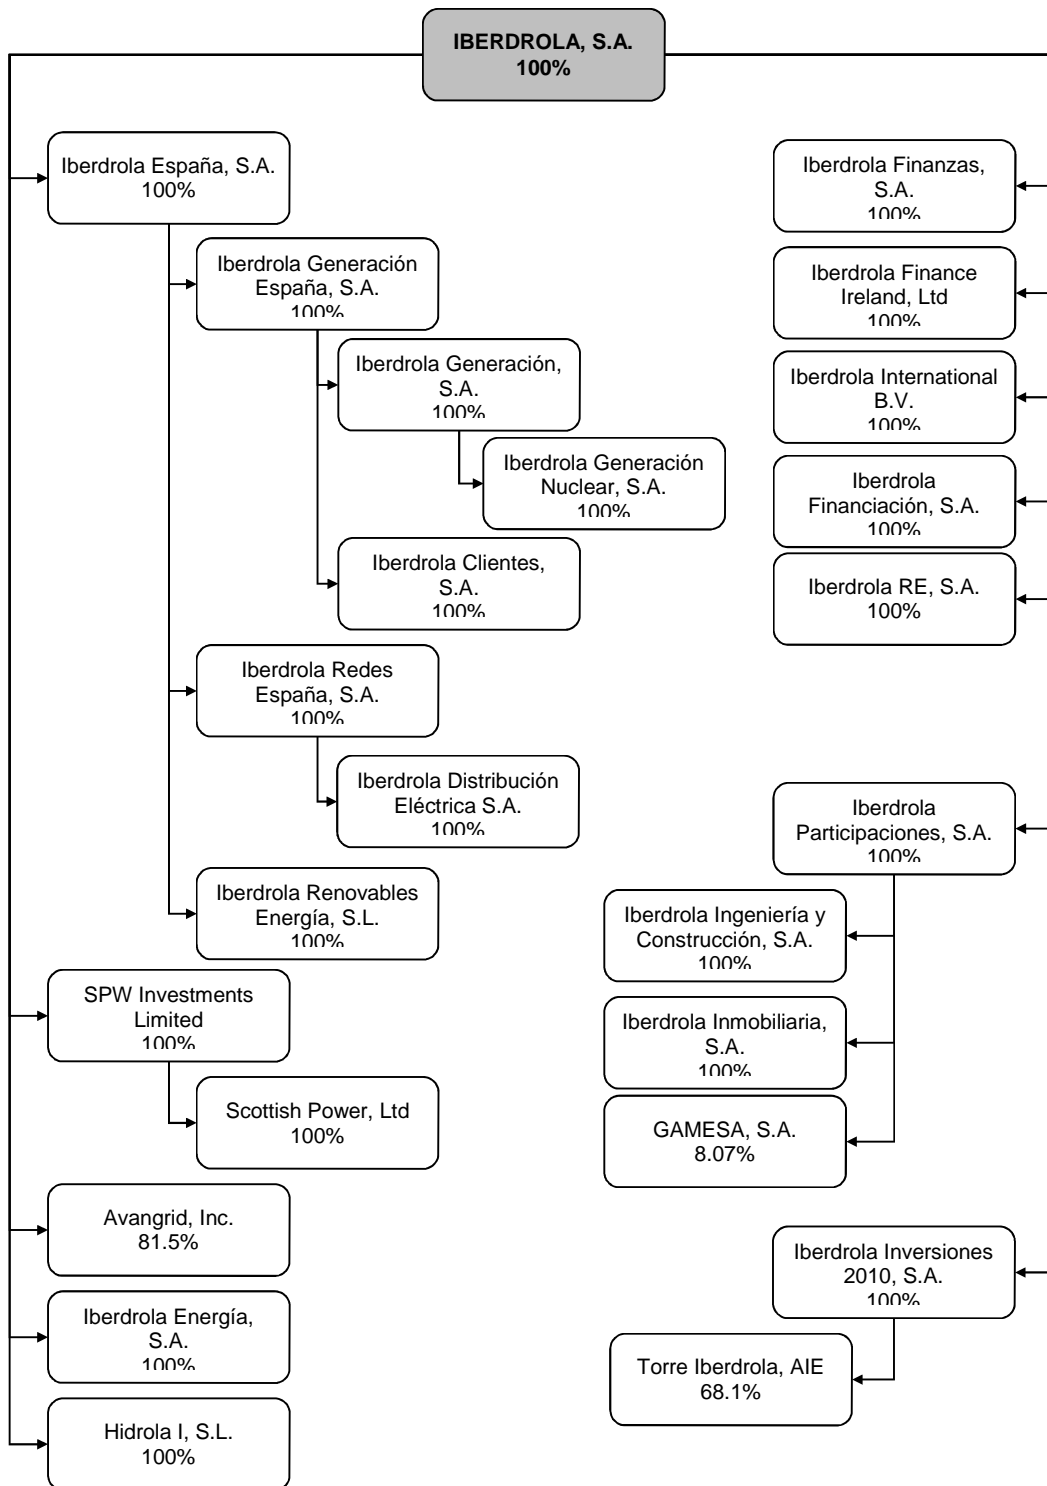 IBERDROLA, S.A.
100%
Iberdrola España, S.A.
100%
Iberdrola Generación
España, S.A.
100%
Iberdrola Generación,
S.A.
100%
Iberdrola Generación
Nuclear, S.A.
100%
Iberdrola Clientes,
S.A.
100%
Iberdrola Redes
España, S.A.
100%
Iberdrola Distribución
Eléctrica S.A.
100%
Iberdrola Renovables
Energía, S.L.
100%
SPW Investments
Limited
100%
Scottish Power, Ltd
100%
Avangrid, Inc.
81.5%
Iberdrola Energía,
S.A.
100%
Hidrola I, S.L.
100%
Iberdrola Finanzas,
S.A.
100%
Iberdrola Finance
Ireland, Ltd
100%
Iberdrola International
B.V.
100%
Iberdrola
Financiación, S.A.
100%
Iberdrola RE, S.A.
100%
Iberdrola
Participaciones, S.A.
100%
Iberdrola Ingeniería y
Construcción, S.A.
100%
Iberdrola Inmobiliaria,
S.A.
100%
GAMESA, S.A.
8.07%
Iberdrola Inversiones
2010, S.A.
100%
Torre Iberdrola, AIE
68.1%